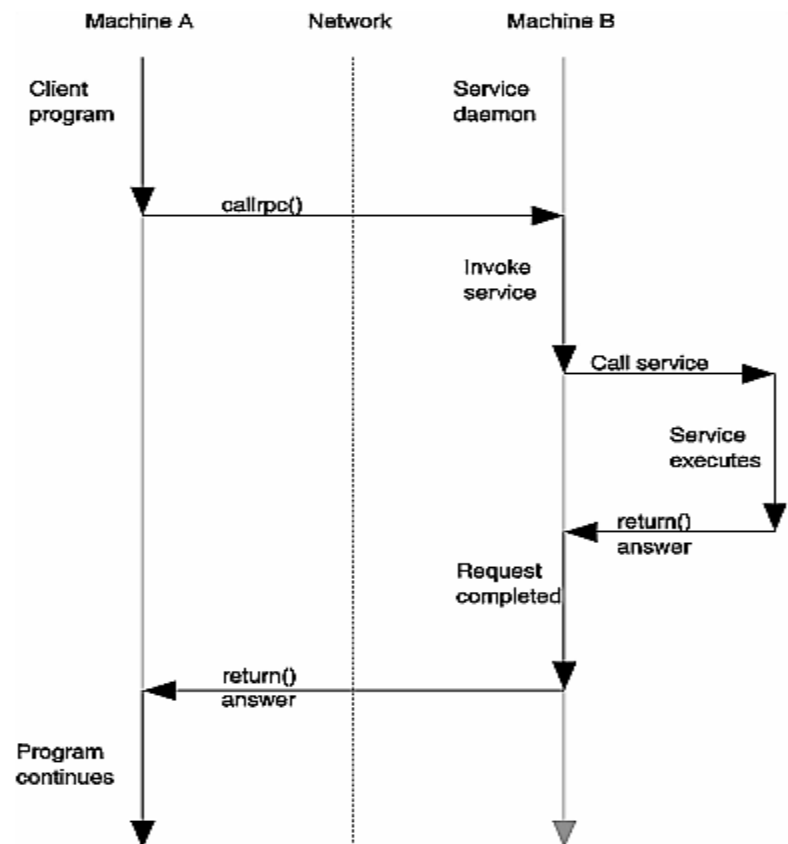 Machine A Network Machine B
Client
program
Service
daemon
callrpc()
Invoke
service
Call service
Service
executes
return()
answer
Request
completed
return()
answer
Program
continues